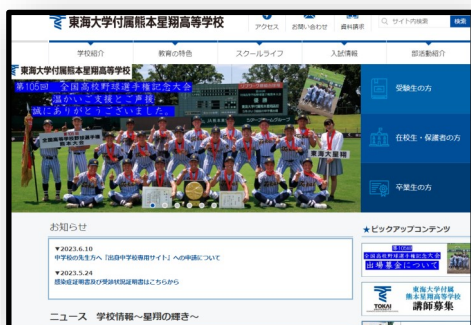 東海大学付属熊本星翔高等学校
アクセス
お問い合わせ
資料請求
サイト内検索
検索
学校紹介
教育の特色
スクールライフ
入試情報
部活動紹介
東海大学付属熊本星翔高等学校
第105回 全国高校野球選手権記念大会
温かいご支援とご声援
誠にありがとうございました。
東海大星翔
受験生の方
在校生・保護者の方
卒業生の方
お知らせ
▼2023.6.10
中学校の先生方へ「出身中学校専用サイト」への申請について
▼2023.5.24
感染症証明書及び受診状況証明書はこちらから
ニュース 学校情報～星翔の輝き～
★ピックアップコンテンツ
第105回
全国高校野球選手権記念大会
出場募金について
TOKAI
東海大学付属
熊本星翔高等学校
講師募集